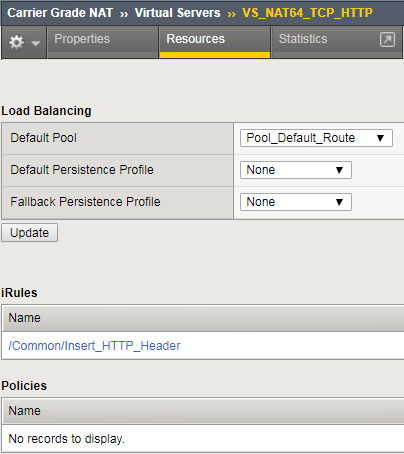 Carrier Grade NAT ›› Virtual Servers ›› VS_NAT64_TCP_HTTP
Properties Resources Statistics
Load Balancing
Default Pool Pool_Default_Route
Default Persistence Profile None
Fallback Persistence Profile None
Update
iRules
Name
/Common/Insert_HTTP_Header
Policies
Name
No records to display.